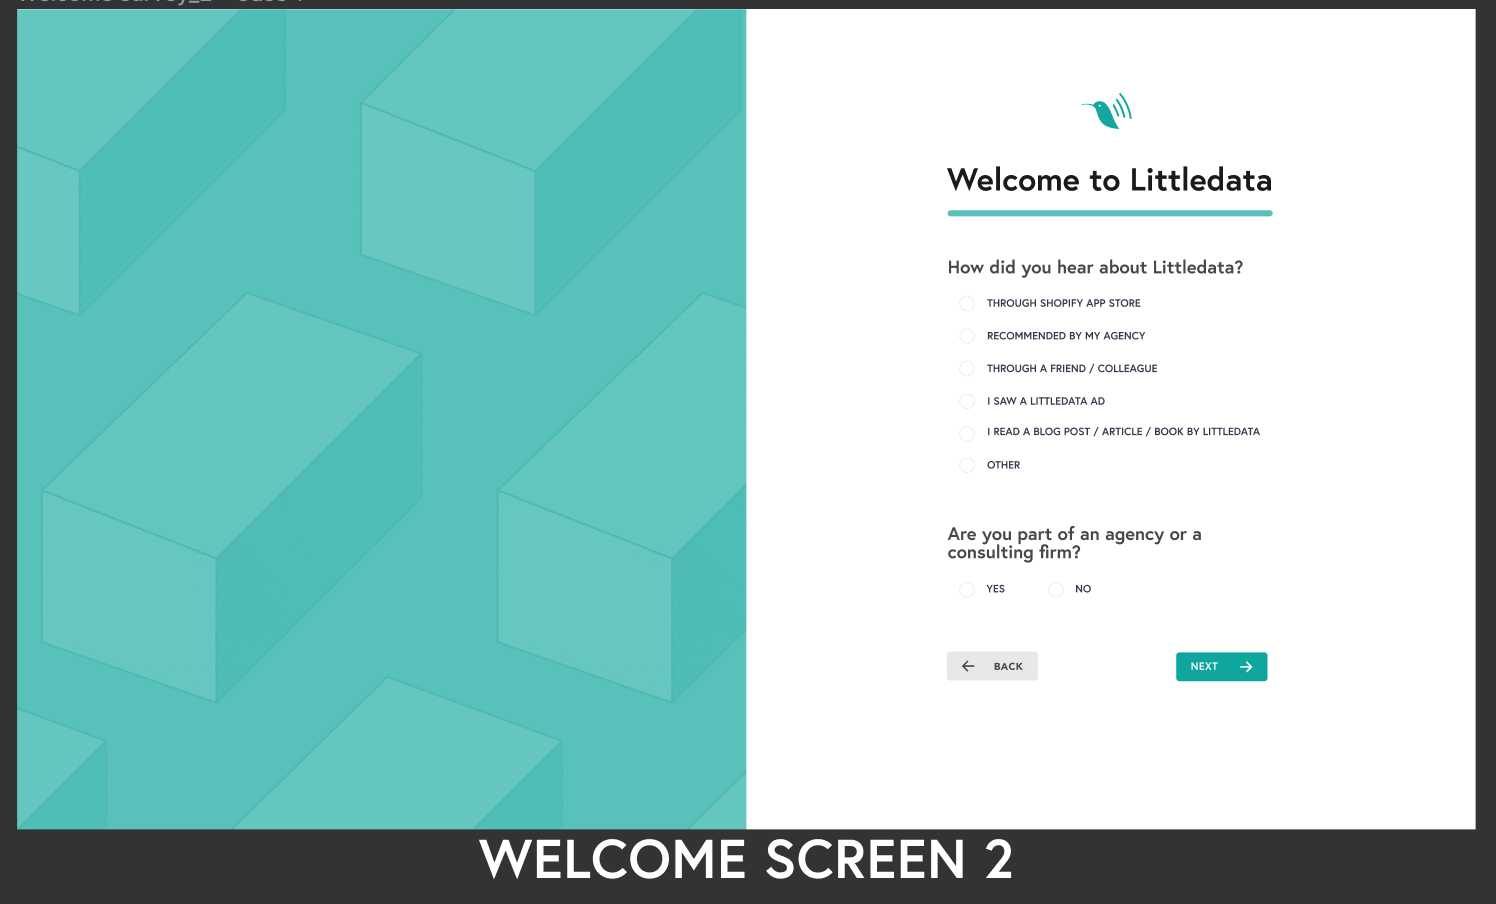 Welcome to Littledata
How did you hear about Littledata?
THROUGH SHOPIFY APP STORE
RECOMMENDED BY MY AGENCY
THROUGH A FRIEND / COLLEAGUE
I SAW A LITTLEDATA AD
I READ A BLOG POST / ARTICLE / BOOK BY LITTLEDATA
OTHER
Are you part of an agency or a
consulting firm?
YES NO
BACK NEXT
WELCOME SCREEN 2